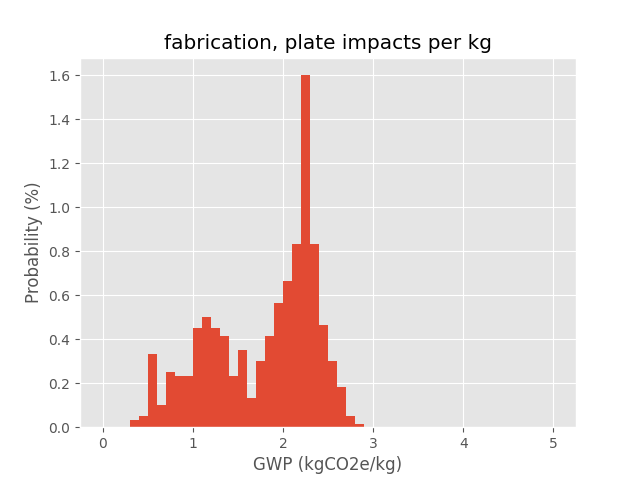 fabrication, plate impacts per kg
Probability (%)
1.6
1.4
1.2
1.0
0.8
0.6
0.4
0.2
0.0
0 1 2 3 4 5
GWP (kgCO2e/kg)